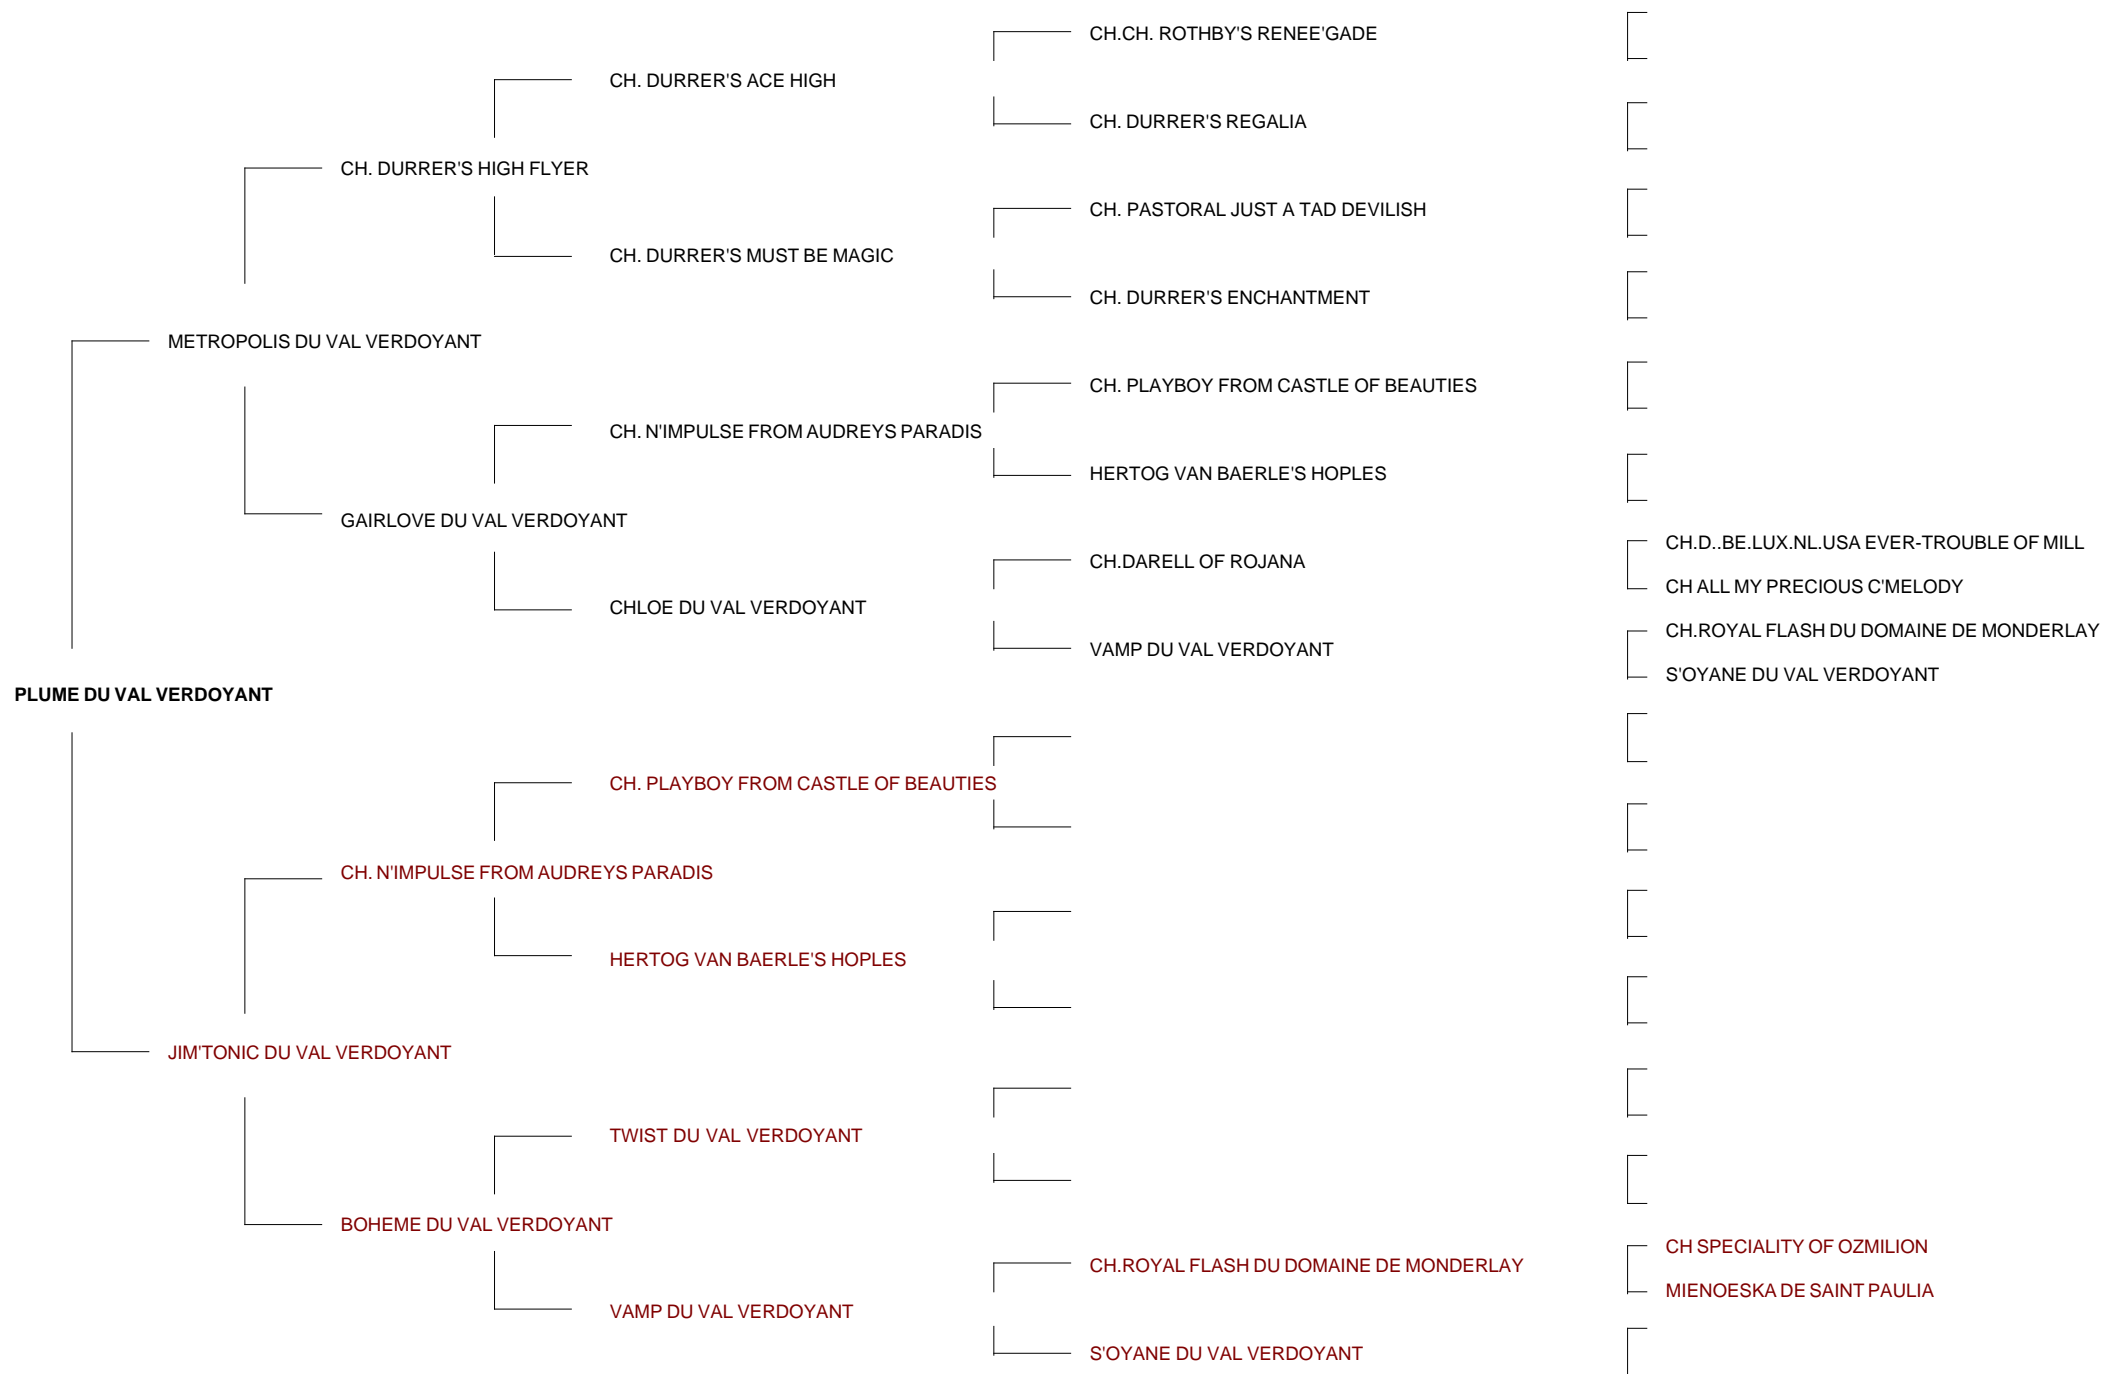 CH.CH. ROTHBY'S RENEE'GADE
CH. DURRER'S ACE HIGH
CH. DURRER'S REGALIA
CH. DURRER'S HIGH FLYER
CH. PASTORAL JUST A TAD DEVILISH
CH. DURRER'S MUST BE MAGIC
CH. DURRER'S ENCHANTMENT
METROPOLIS DU VAL VERDOYANT
CH. PLAYBOY FROM CASTLE OF BEAUTIES
CH. N'IMPULSE FROM AUDREYS PARADIS
HERTOG VAN BAERLE'S HOPLES
GAIRLOVE DU VAL VERDOYANT
CH.D..BE.LUX.NL.USA EVER-TROUBLE OF MILL
CH.DARELL OF ROJANA
CH ALL MY PRECIOUS C'MELODY
CHLOE DU VAL VERDOYANT
CH.ROYAL FLASH DU DOMAINE DE MONDERLAY
VAMP DU VAL VERDOYANT
S'OYANE DU VAL VERDOYANT
PLUME DU VAL VERDOYANT
CH. PLAYBOY FROM CASTLE OF BEAUTIES
CH. N'IMPULSE FROM AUDREYS PARADIS
HERTOG VAN BAERLE'S HOPLES
JIM'TONIC DU VAL VERDOYANT
TWIST DU VAL VERDOYANT
BOHEME DU VAL VERDOYANT
CH SPECIALITY OF OZMILION
CH.ROYAL FLASH DU DOMAINE DE MONDERLAY
MIENOESKA DE SAINT PAULIA
VAMP DU VAL VERDOYANT
S'OYANE DU VAL VERDOYANT